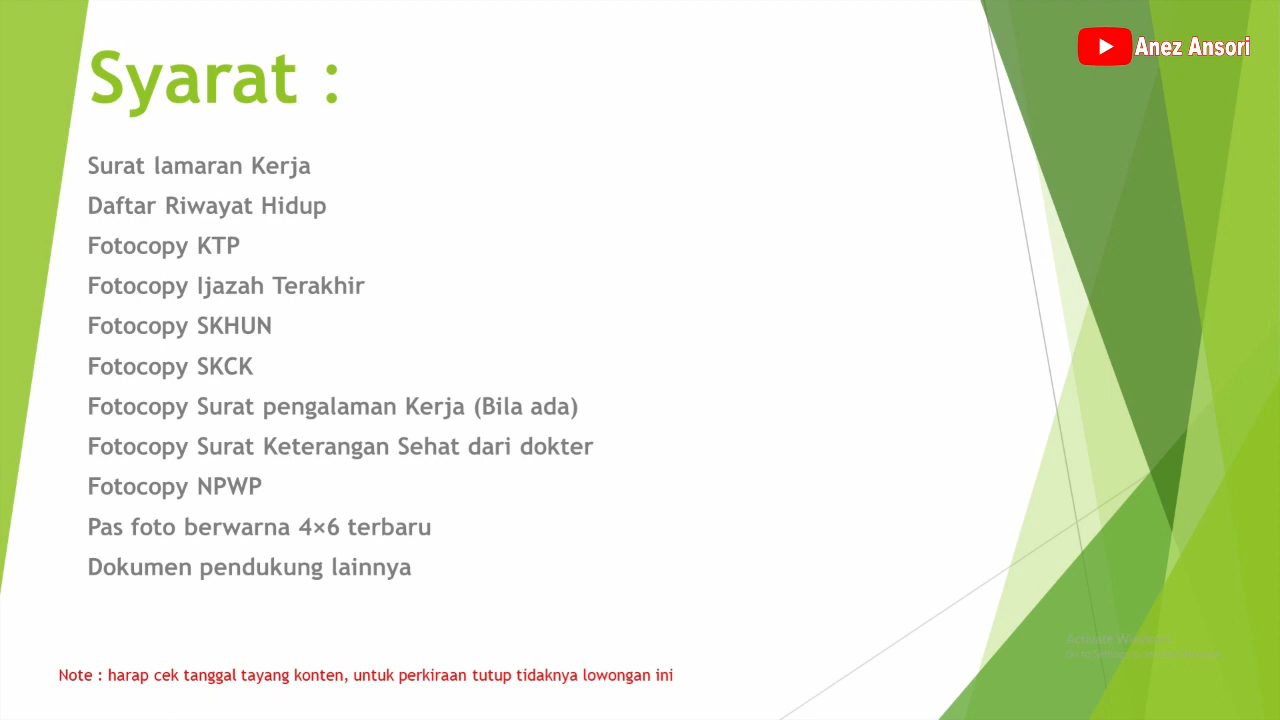 Anez Ansori
Syarat :
Surat lamaran Kerja
Daftar Riwayat Hidup
Fotocopy KTP
Fotocopy Ijazah Terakhir
Fotocopy SKHUN
Fotocopy SKCK
Fotocopy Surat pengalaman Kerja (Bila ada)
Fotocopy Surat Keterangan Sehat dari dokter
Fotocopy NPWP
Pas foto berwarna 4×6 terbaru
Dokumen pendukung lainnya
Activate Windows
Note : harap cek tanggal tayang konten, untuk perkiraan tutup tidaknya lowongan ini